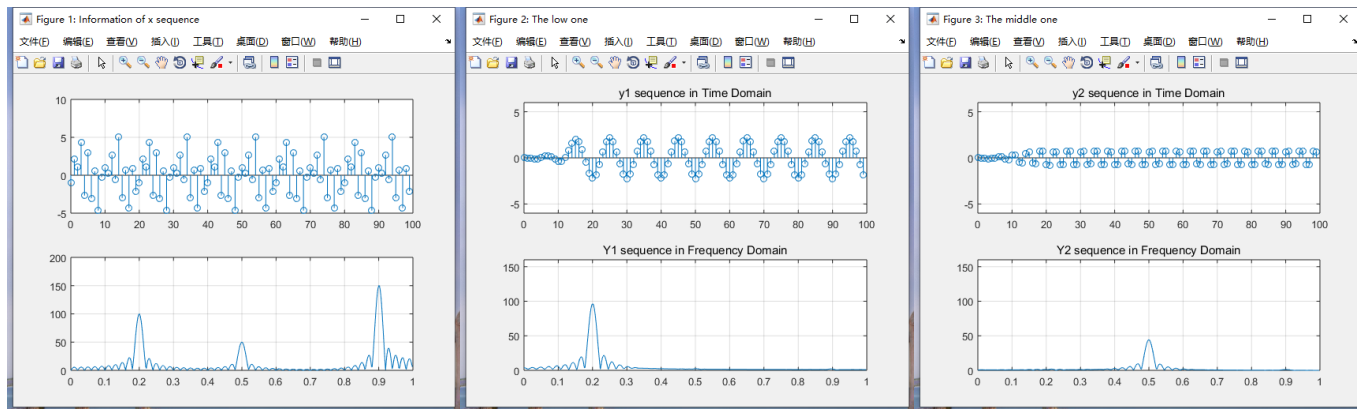 Figure 1: Information of x sequence
文件(F) 编辑(E) 查看(V) 插入(I) 工具(T) 桌面(D) 窗口(W) 帮助(H)
10
5
0
-5
0 10 20 30 40 50 60 70 80 90 100
200
150
100
50
0
0 0.1 0.2 0.3 0.4 0.5 0.6 0.7 0.8 0.9 1
Figure 2: The low one
文件(F) 编辑(E) 查看(V) 插入(I) 工具(T) 桌面(D) 窗口(W) 帮助(H)
y1 sequence in Time Domain
5
0
-5
0 10 20 30 40 50 60 70 80 90 100
Y1 sequence in Frequency Domain
150
100
50
0
0 0.1 0.2 0.3 0.4 0.5 0.6 0.7 0.8 0.9 1
Figure 3: The middle one
文件(F) 编辑(E) 查看(V) 插入(I) 工具(T) 桌面(D) 窗口(W) 帮助(H)
y2 sequence in Time Domain
5
0
-5
0 10 20 30 40 50 60 70 80 90 100
Y2 sequence in Frequency Domain
150
100
50
0
0 0.1 0.2 0.3 0.4 0.5 0.6 0.7 0.8 0.9 1